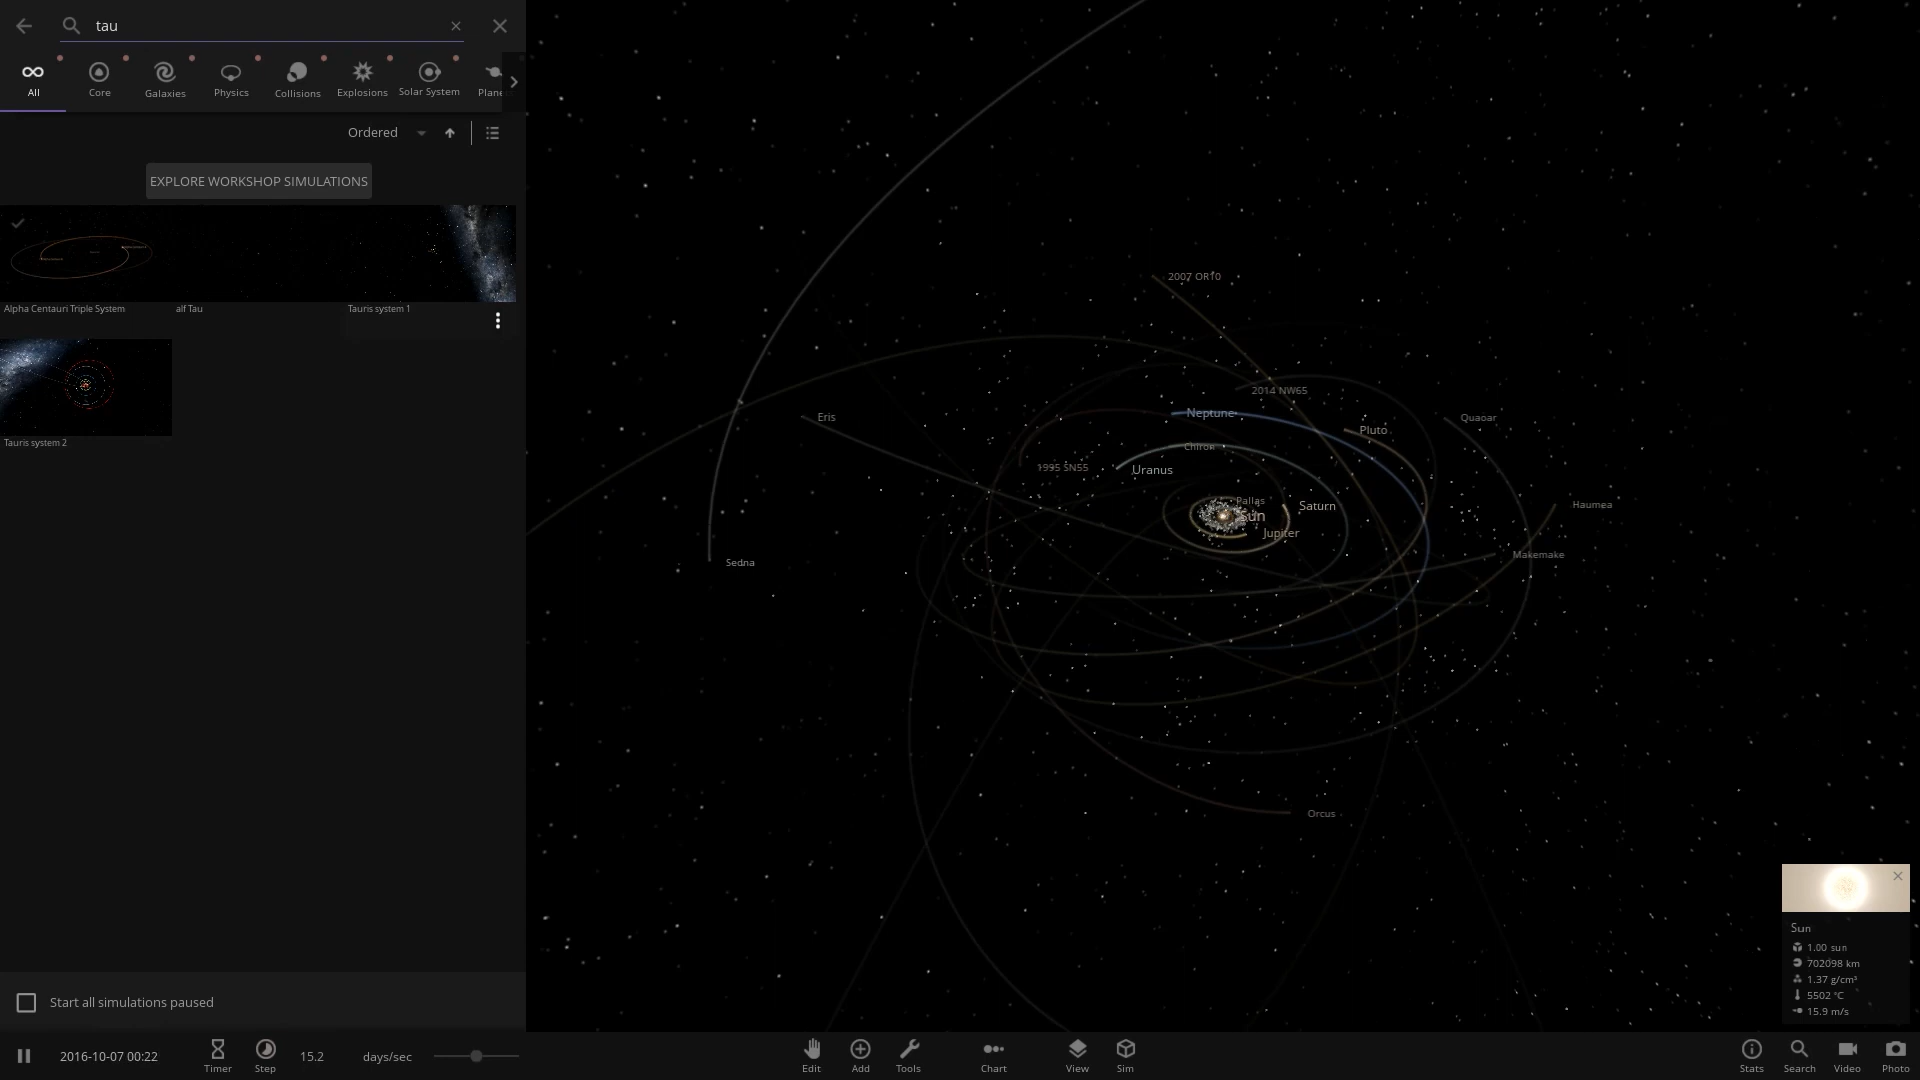 tau
All
Core
Galaxies
Physics
Collisions
Explosions
Solar System
Plane
Ordered
EXPLORE WORKSHOP SIMULATIONS
Alpha Centauri Triple System
alf Tau
Tauris system 1
Tauris system 2
Start all simulations paused
2007 OR10
2014 NW65
Eris
Neptune
Quaoar
Pluto
Chiron
1995 SN55
Uranus
Pallas
Saturn
Haumea
Sun
Jupiter
Makemake
Sedna
Orcus
Sun
1.00 sun
702098 km
1.37 g/cm³
5502 °C
15.9 m/s
2016-10-07 00:22
Timer
Step
15.2
days/sec
Edit
Add
Tools
Chart
View
Sim
Stats
Search
Video
Photo